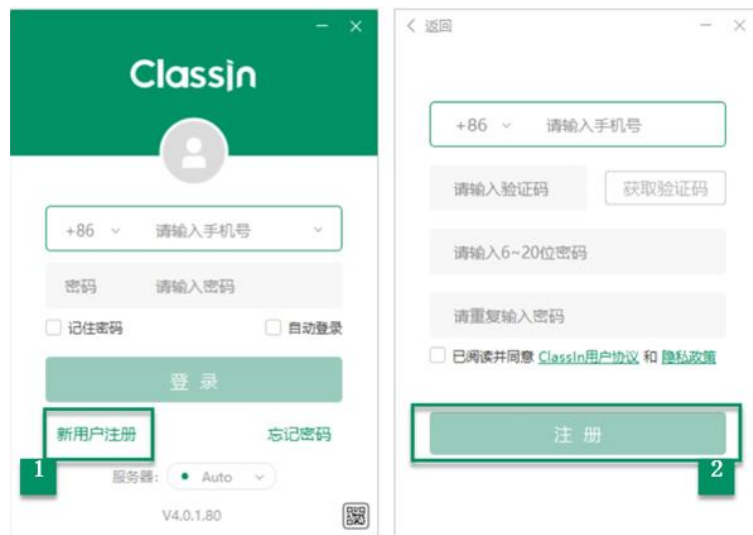 ClassIn
+86 请输入手机号
密码 请输入密码
记住密码 自动登录
登 录
新用户注册 忘记密码
1
服务器: Auto
V4.0.1.80
返回
+86 请输入手机号
请输入验证码 获取验证码
请输入6~20位密码
请重复输入密码
已阅读并同意 ClassIn用户协议 和 隐私政策
注 册
2